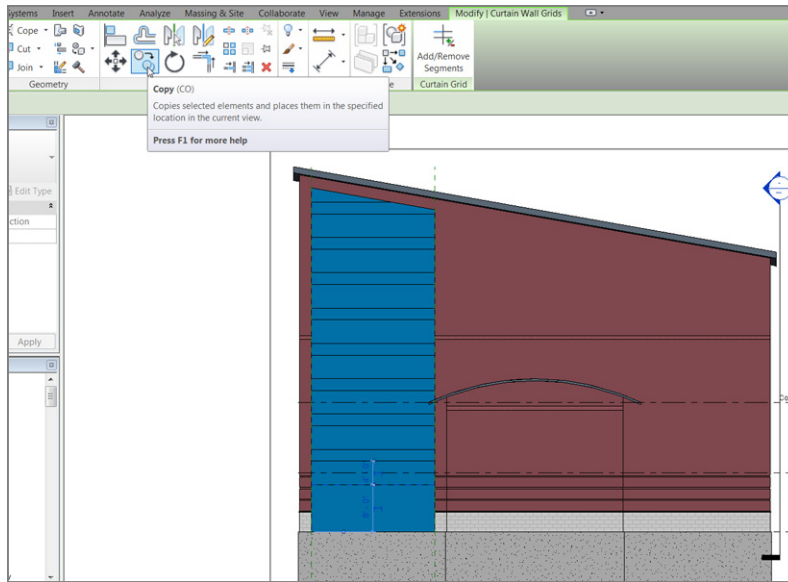 Systems Insert Annotate Analyze Massing & Site Collaborate View Manage Extensions Modify | Curtain Wall Grids
Cope
Cut
Join
Add/Remove
Segments
Geometry
Curtain Grid
Copy (CO)
Copies selected elements and places them in the specified
location in the current view.
Press F1 for more help
Edit Type
ction
Apply